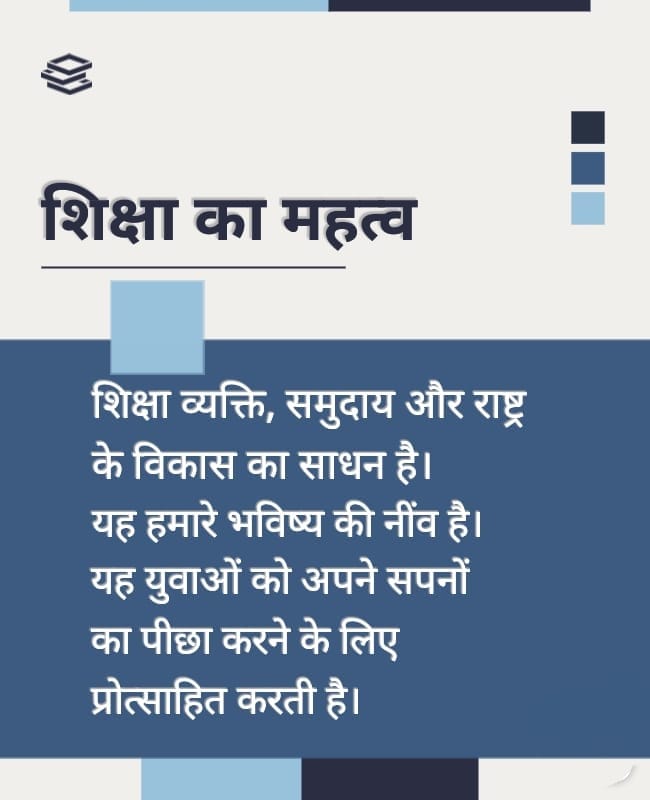 शिक्षा का महत्व
शिक्षा व्यक्ति, समुदाय और राष्ट्र
के विकास का साधन है।
यह हमारे भविष्य की नींव है।
यह युवाओं को अपने सपनों
का पीछा करने के लिए
प्रोत्साहित करती है।